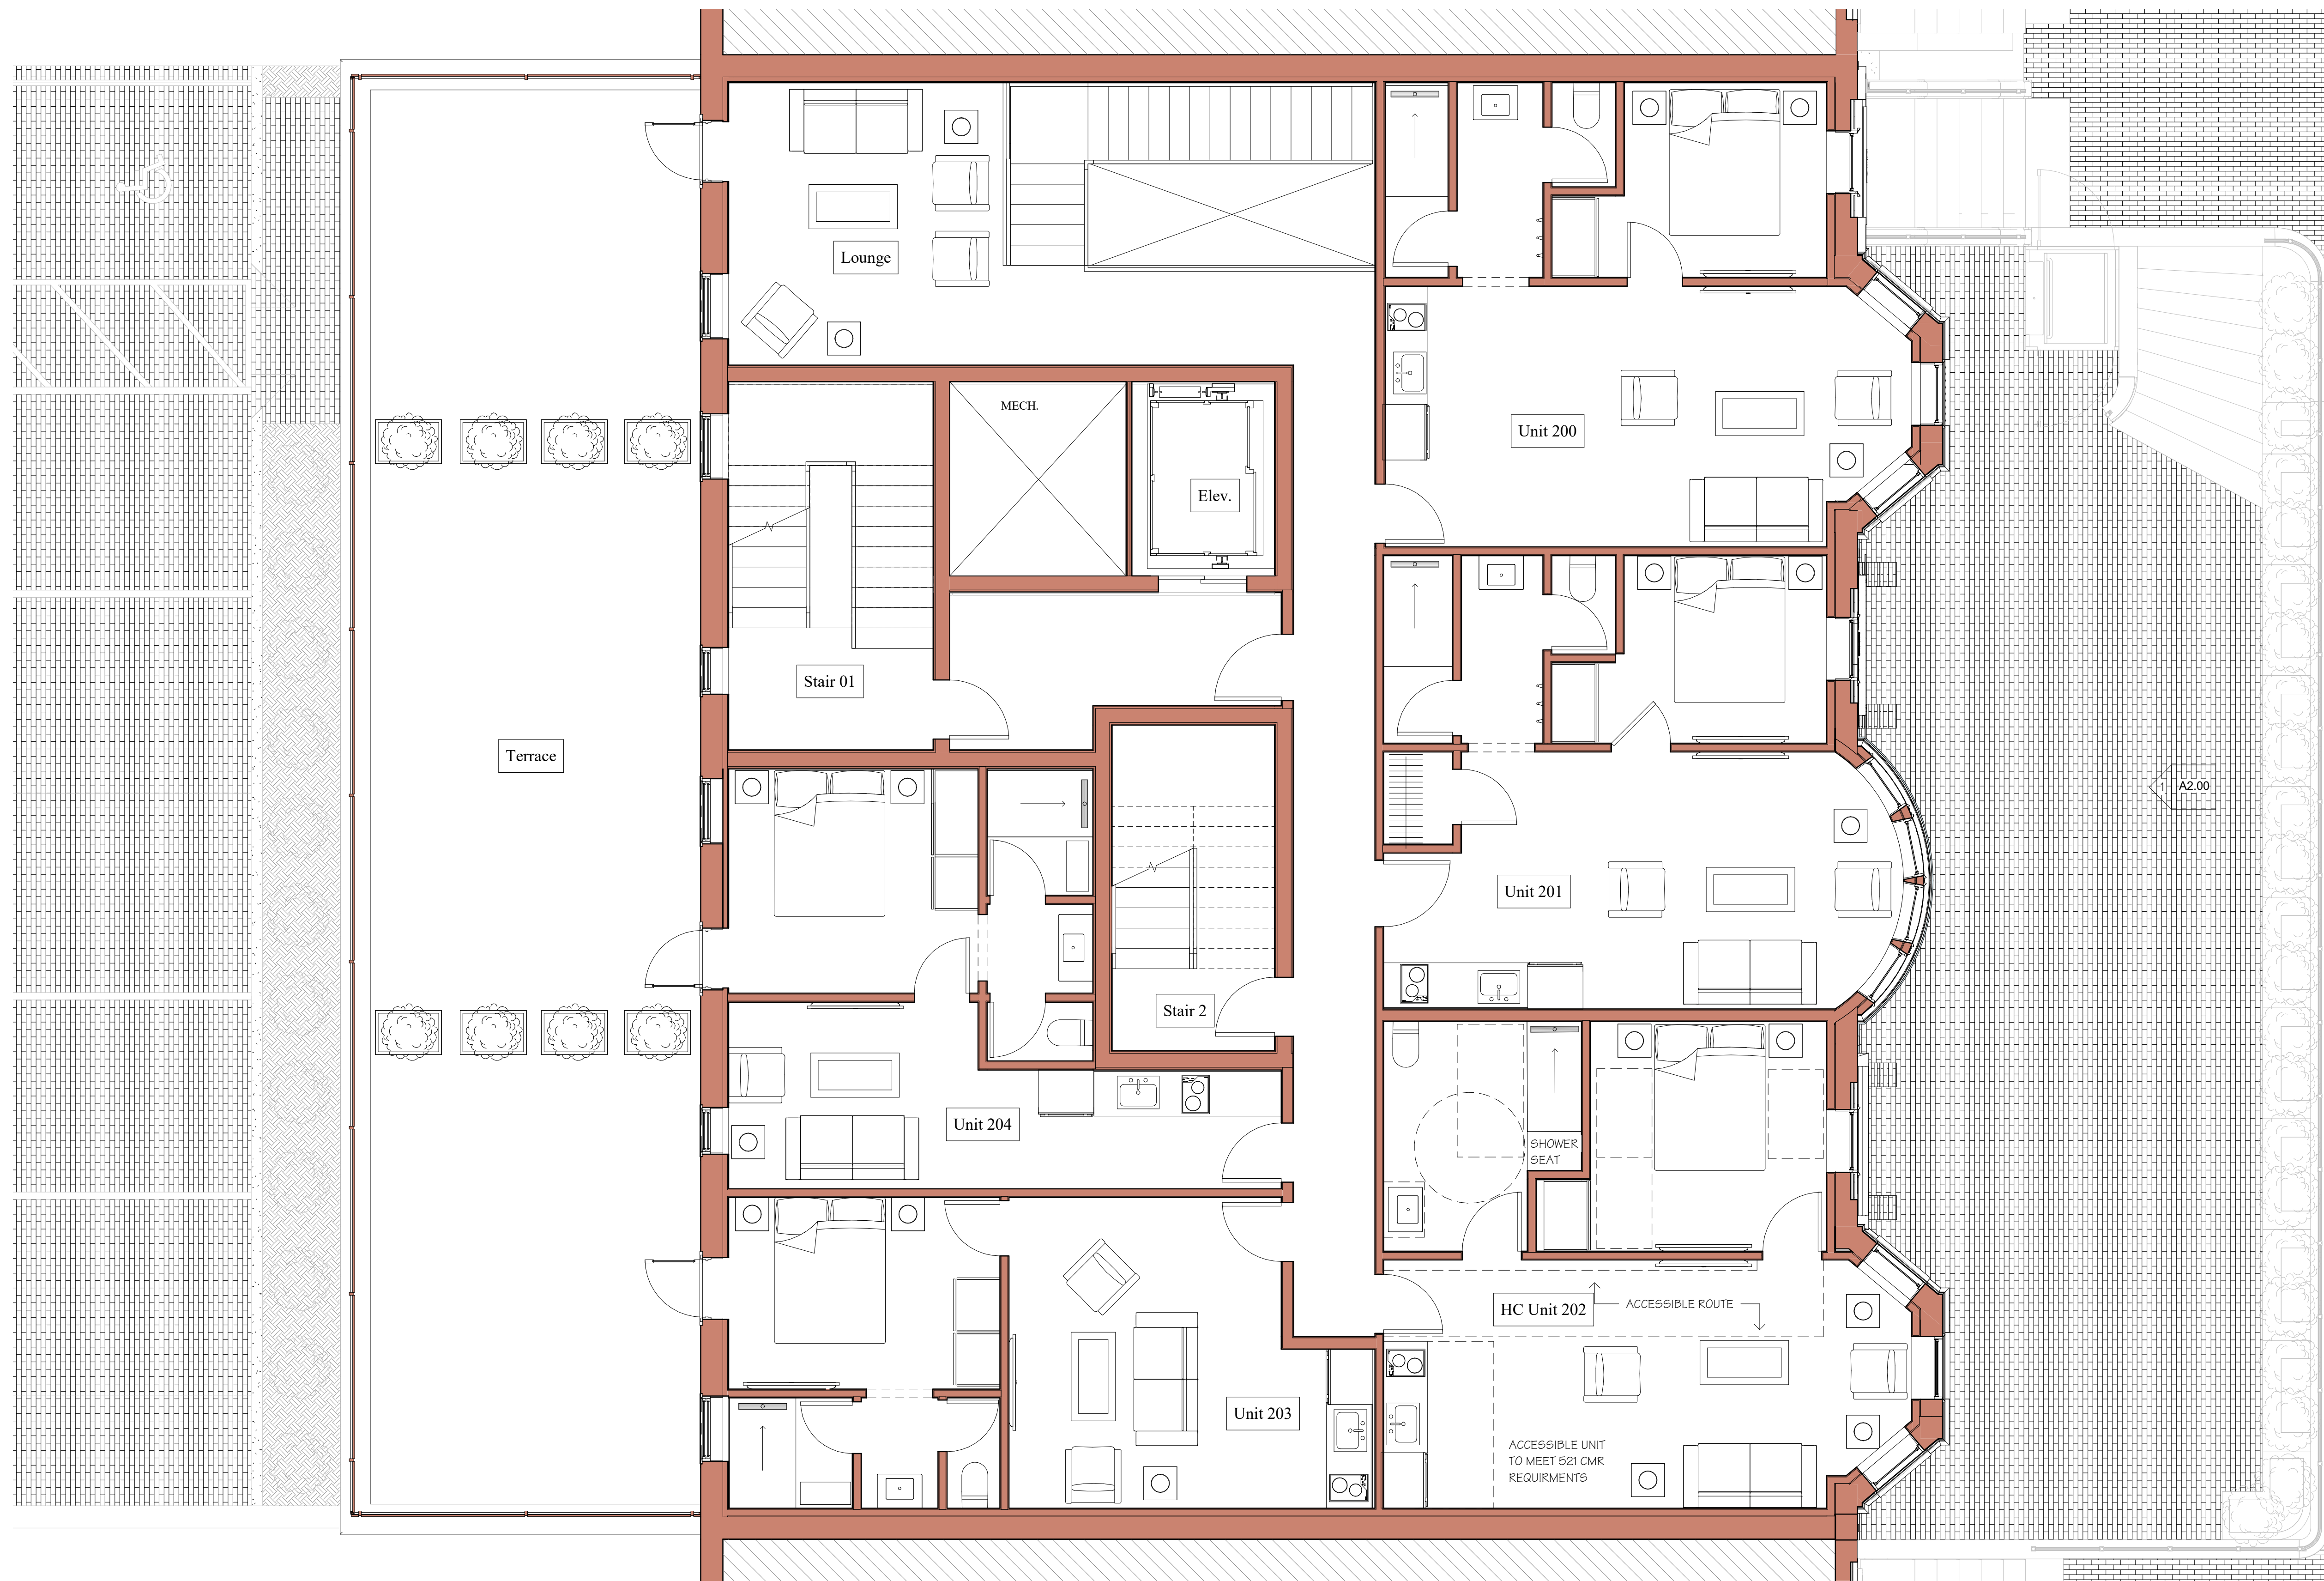 Lounge
MECH.
Unit 200
Elev.
Stair 01
Terrace
1 A2.00
Unit 201
Stair 2
Unit 204
SHOWER
SEAT
HC Unit 202
ACCESSIBLE ROUTE
Unit 203
ACCESSIBLE UNIT
TO MEET 521 CMR
REQUIRMENTS